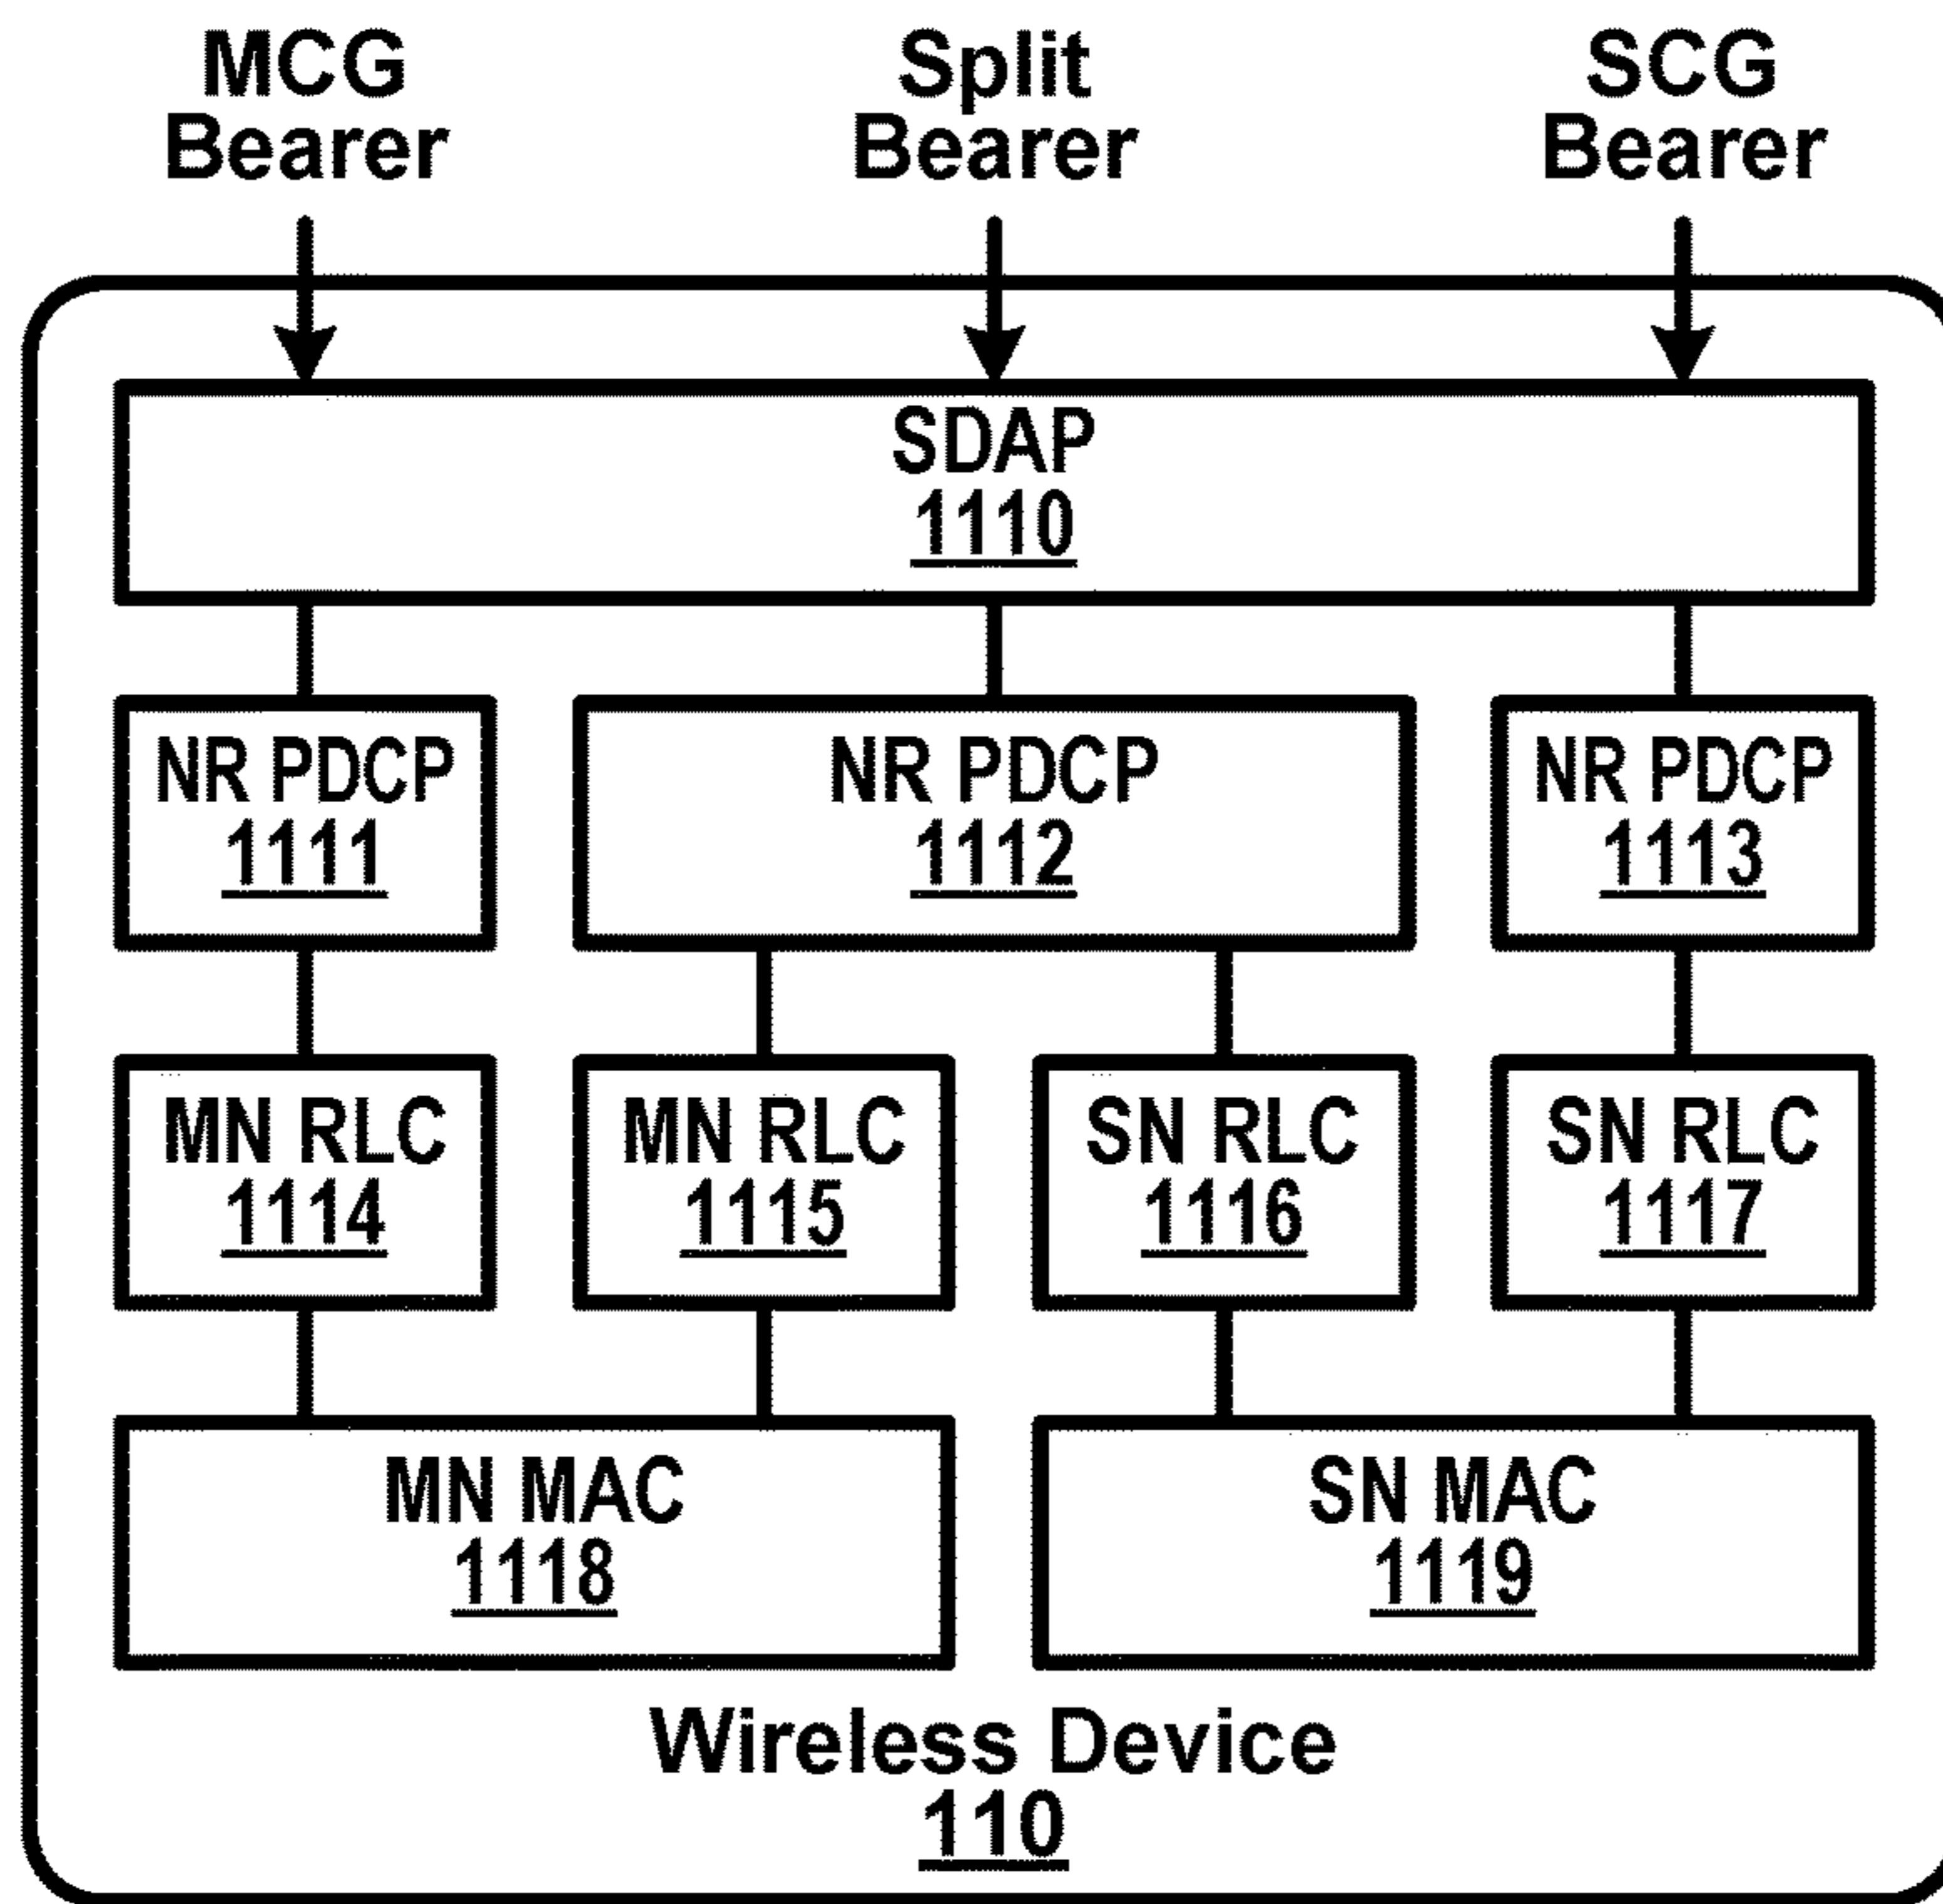 MCG
Bearer
Split
Bearer
SCG
Bearer
SDAP
1110
NR PDCP
1111
NR PDCP
1112
NR PDCP
1113
MN RLC
1114
MN RLC
1115
SN RLC
1116
SN RLC
1117
MN MAC
1118
SN MAC
1119
Wireless Device
110